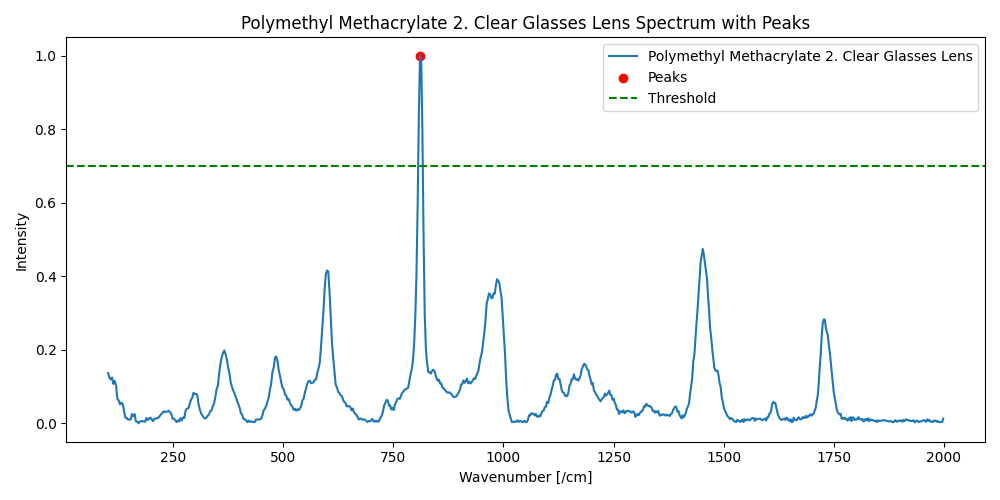 Polymethyl Methacrylate 2. Clear Glasses Lens Spectrum with Peaks
Polymethyl Methacrylate 2. Clear Glasses Lens
Peaks
Threshold
Intensity
1.0
0.8
0.6
0.4
0.2
0.0
250 500 750 1000 1250 1500 1750 2000
Wavenumber [/cm]